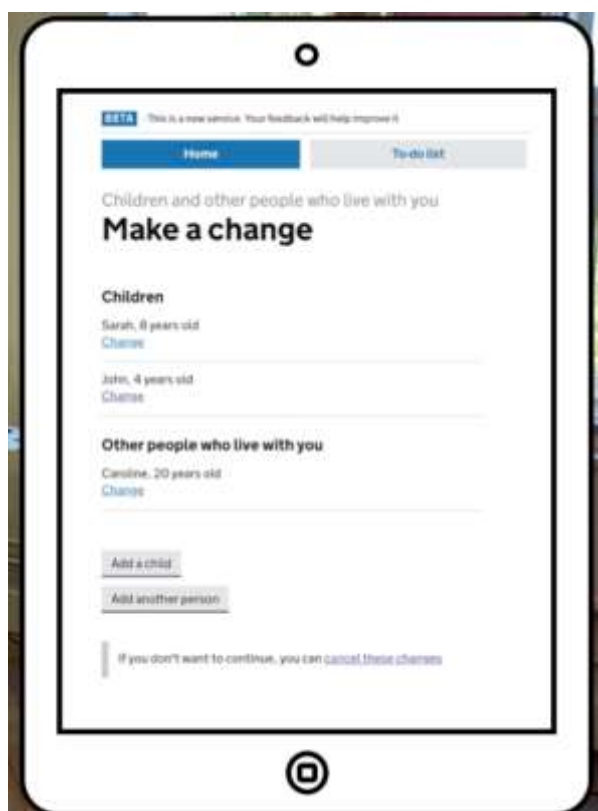 BETA This is a new service. Your feedback will help improve it
Home To-do list
Children and other people who live with you
Make a change
Children
Sarah, 8 years old
Change
John, 4 years old
Change
Other people who live with you
Caroline, 20 years old
Change
Add a child
Add another person
If you don't want to continue, you can cancel these changes